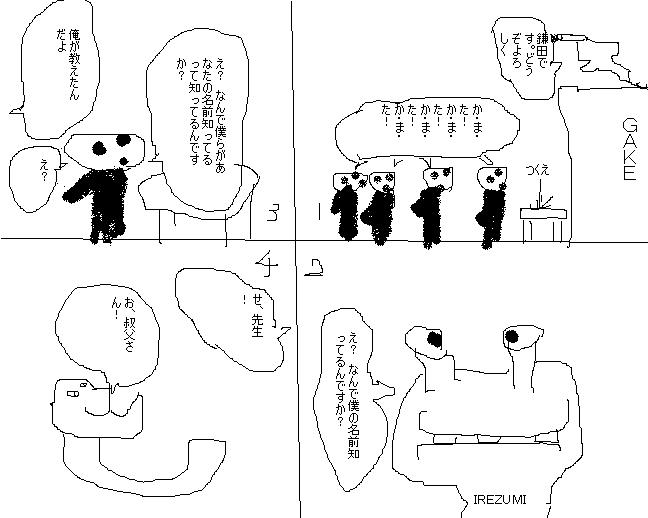 1
鎌田で
す。どう
ぞよろ
しく
GAKE
つくえ
か・ま・
た！
か・ま・
た！
か・ま・
た！
か・ま・
た！
2
え？　なんで僕の名前知
ってるんですか？
IREZUMI
3
え？　なんで僕らがあ
なたの名前知ってる
って知ってるんです
か？
俺が教えたん
だよ
え？
4
せ、先生
！
お、叔父さ
ん！